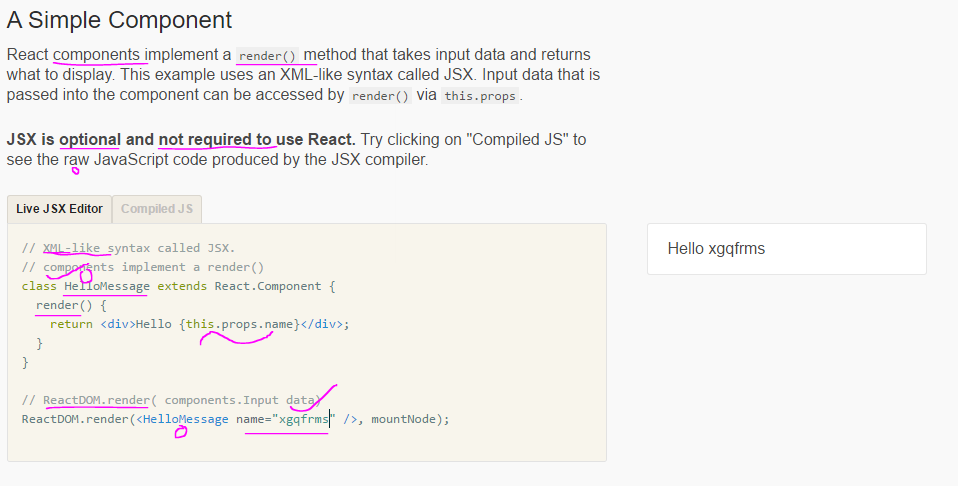 A Simple Component
React components implement a render() method that takes input data and returns
what to display. This example uses an XML-like syntax called JSX. Input data that is
passed into the component can be accessed by render() via this.props.
JSX is optional and not required to use React. Try clicking on "Compiled JS" to
see the raw JavaScript code produced by the JSX compiler.
Live JSX Editor Compiled JS
// XML-like syntax called JSX.
// components implement a render()
class HelloMessage extends React.Component {
  render() {
    return <div>Hello {this.props.name}</div>;
  }
}
// ReactDOM.render( components.Input data)
ReactDOM.render(<HelloMessage name="xgqfrms" />, mountNode);
Hello xgqfrms